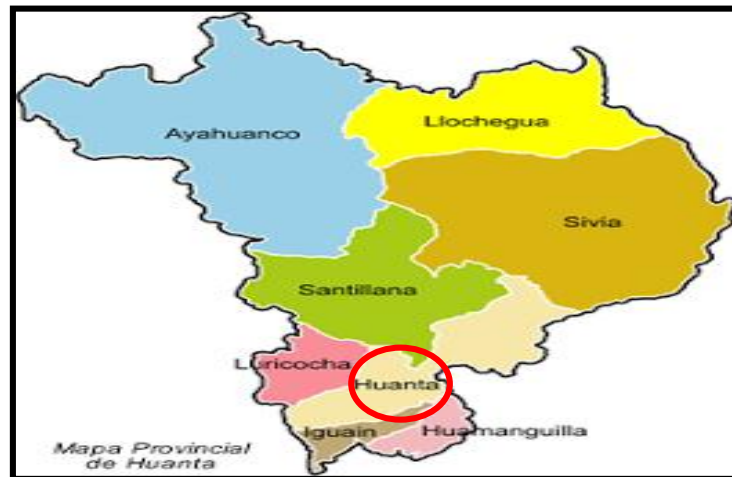 Ayahuanco
Llochegua
Sivia
Santillana
Luricocha
Huanta
Iguain
Huamanguilla
Mapa Provincial
de Huanta